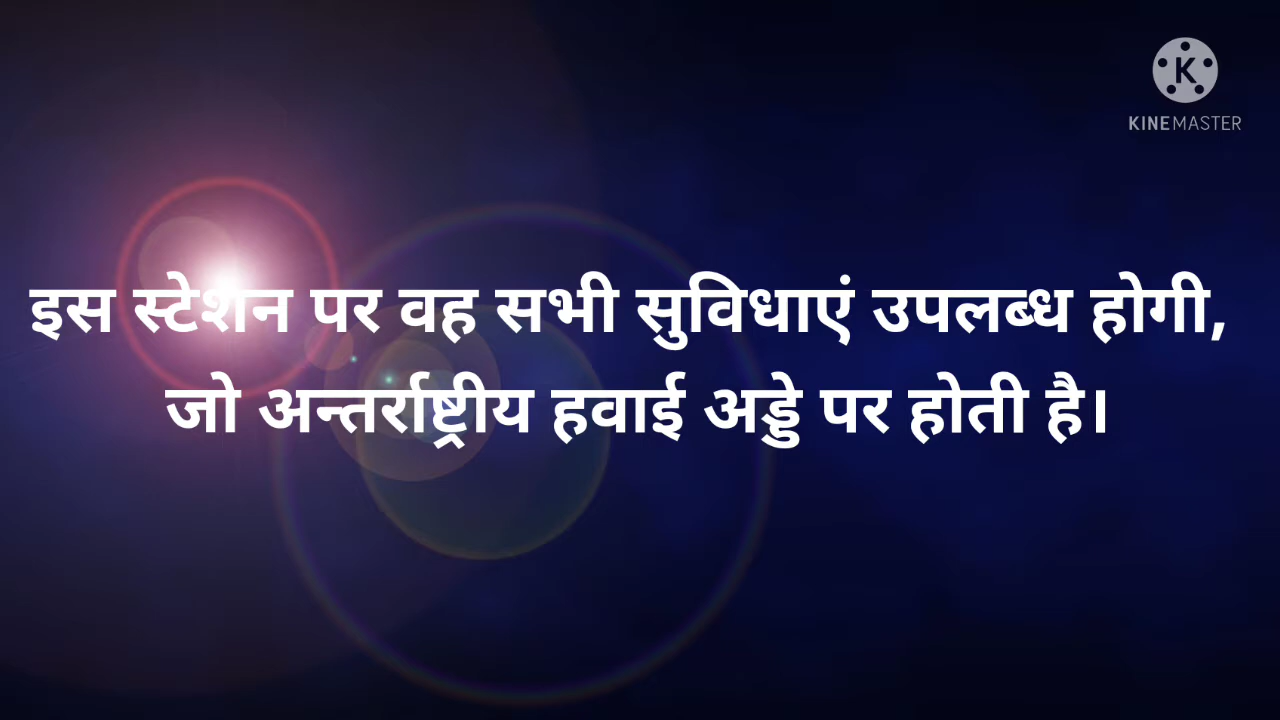 KINEMASTER
इस स्टेशन पर वह सभी सुविधाएं उपलब्ध होगी,
जो अन्तर्राष्ट्रीय हवाई अड्डे पर होती है।